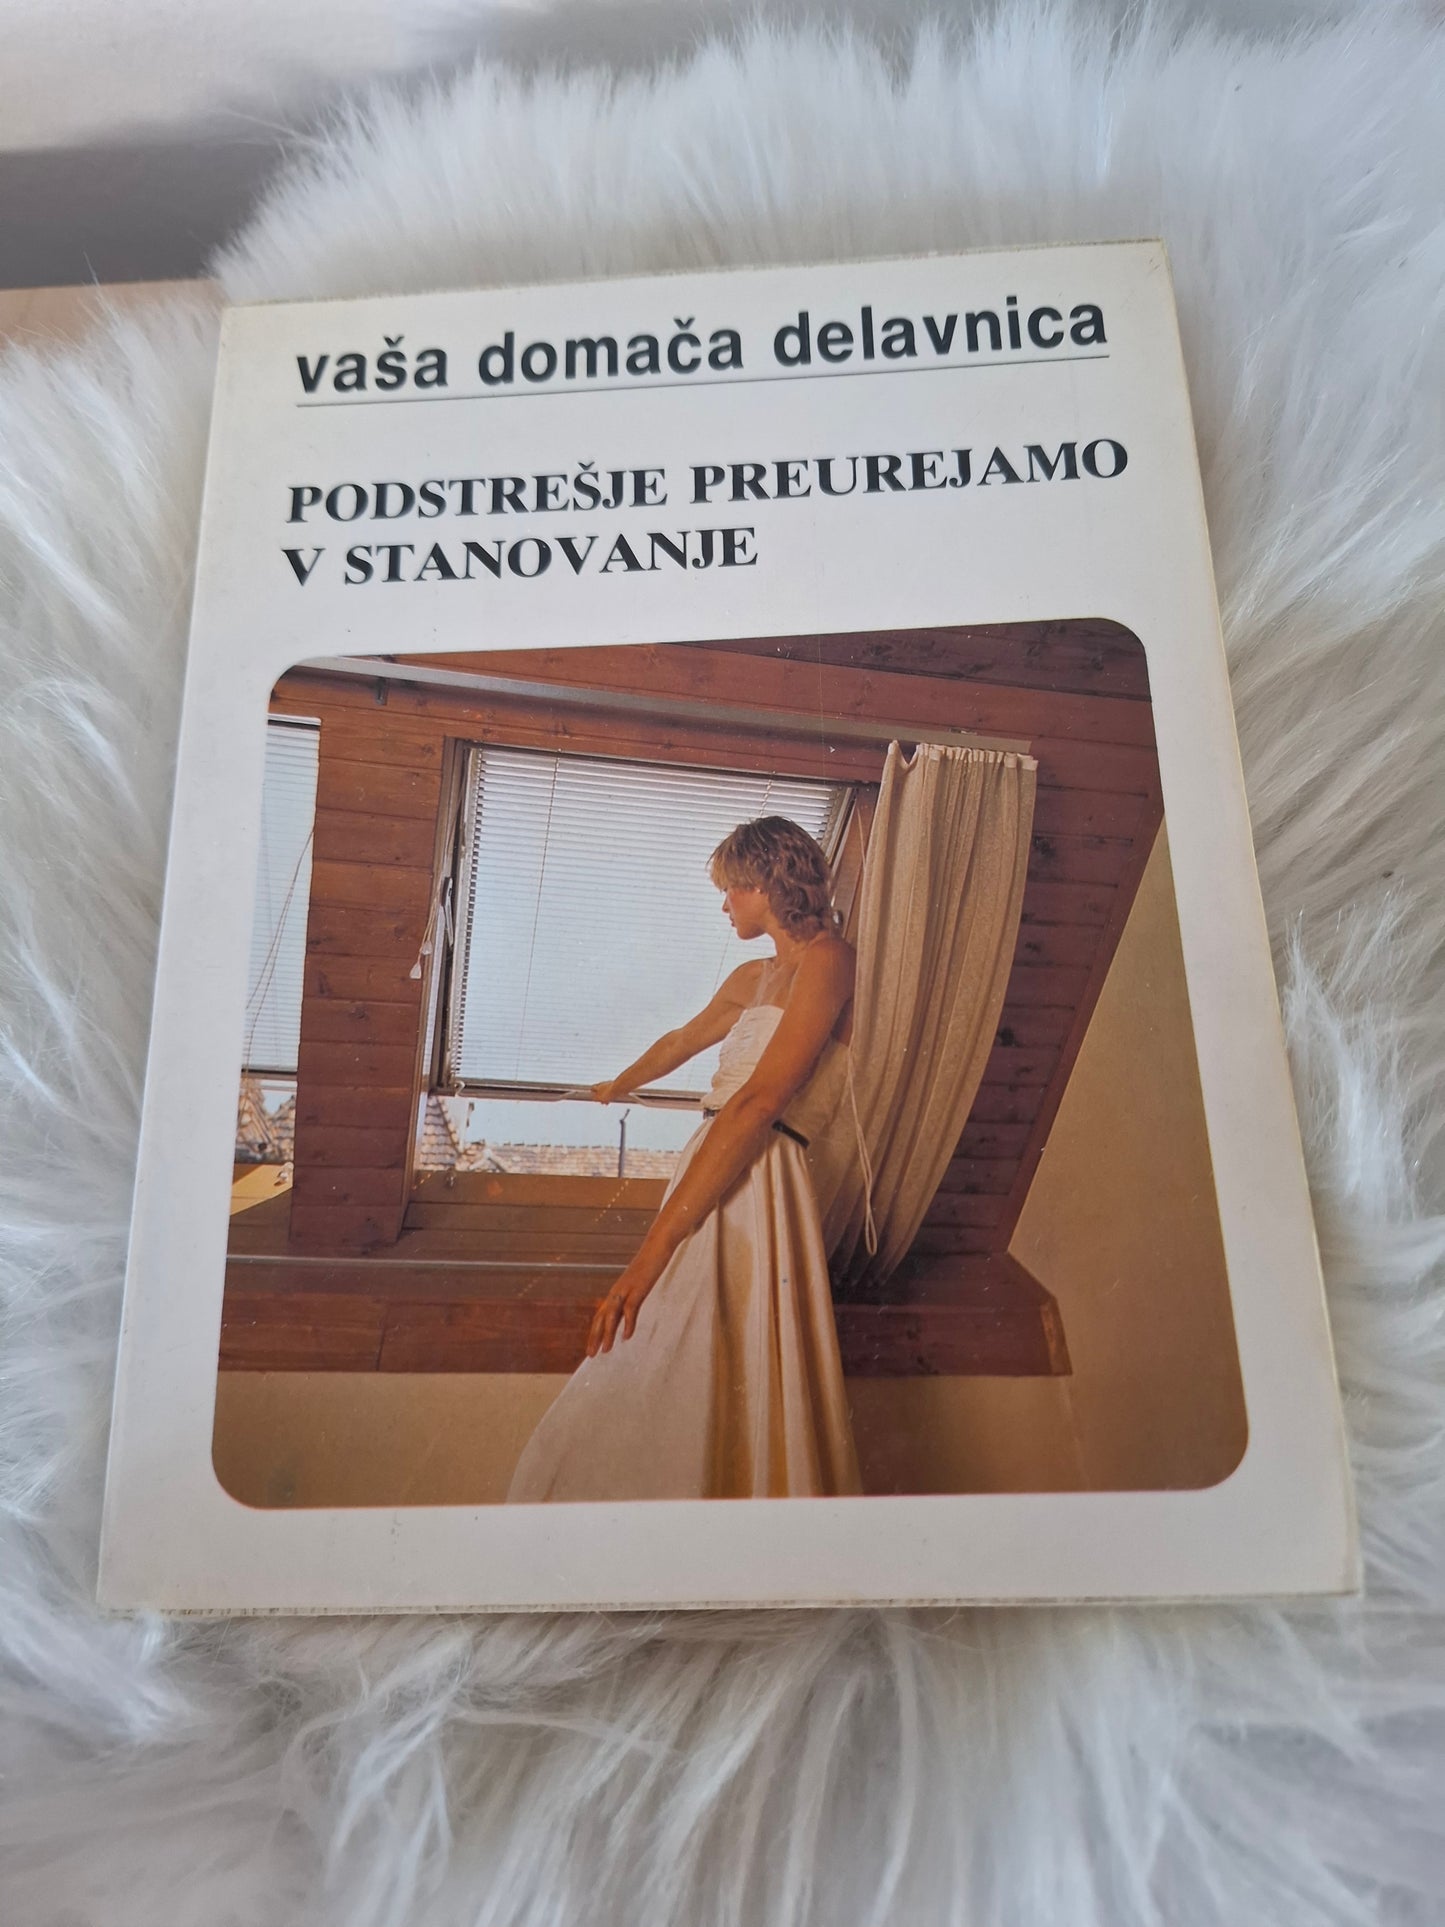 vaša domača delavnica
PODSTREŠJE PREUREJAMO
V STANOVANJE